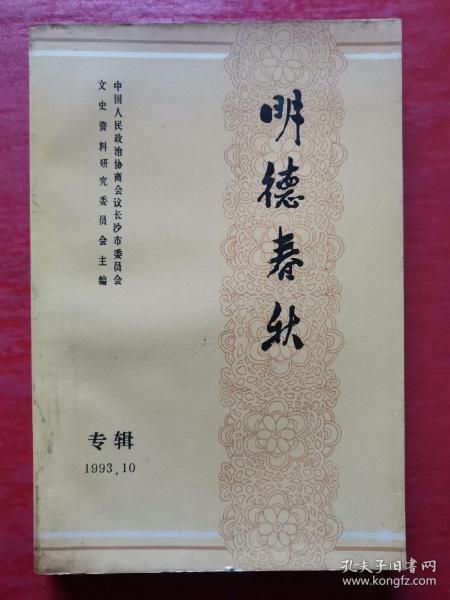 明德春秋
中国人民政治协商会议长沙市委员会
文史资料研究委员会主编
专辑
1993.10
孔夫子旧书网
www.kongfz.com